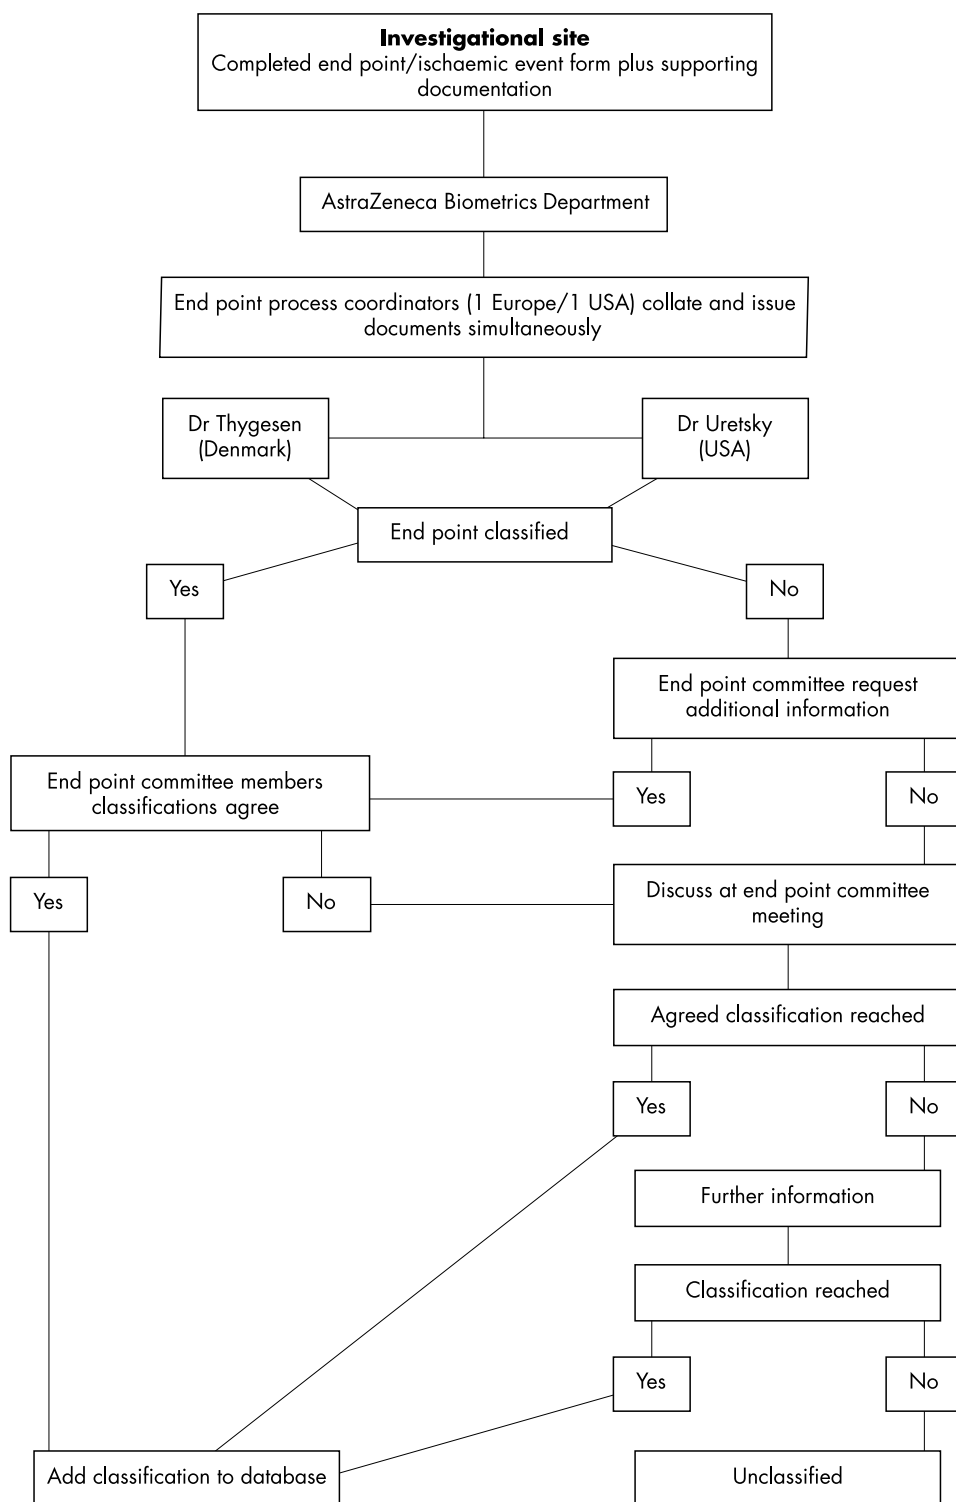 Investigational site
Completed end point/ischaemic event form plus supporting
documentation
AstraZeneca Biometrics Department
End point process coordinators (1 Europe/1 USA) collate and issue
documents simultaneously
Dr Thygesen
(Denmark)
Dr Uretsky
(USA)
End point classified
Yes
No
End point committee request
additional information
End point committee members
classifications agree
Yes
No
Yes
No
Discuss at end point committee
meeting
Agreed classification reached
Yes
No
Further information
Classification reached
Yes
No
Add classification to database
Unclassified